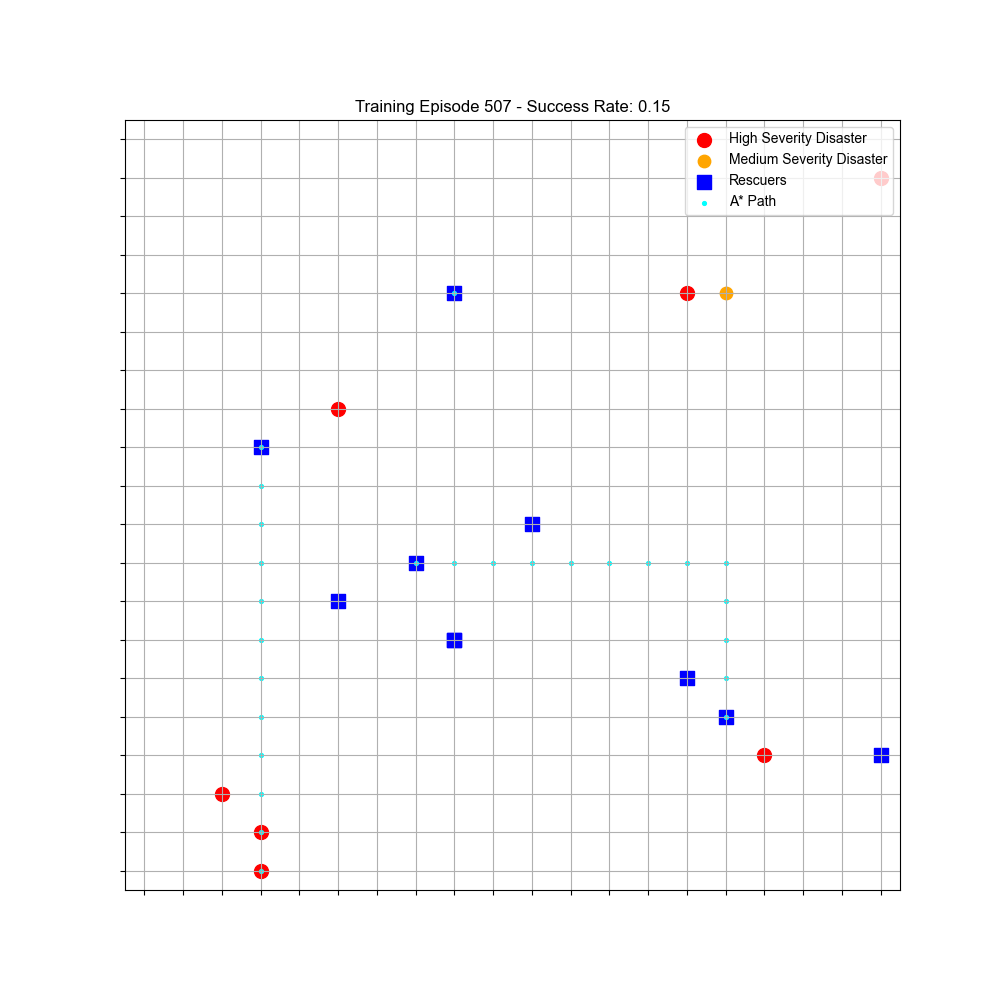 Training Episode 507 - Success Rate: 0.15
High Severity Disaster
Medium Severity Disaster
Rescuers
A* Path